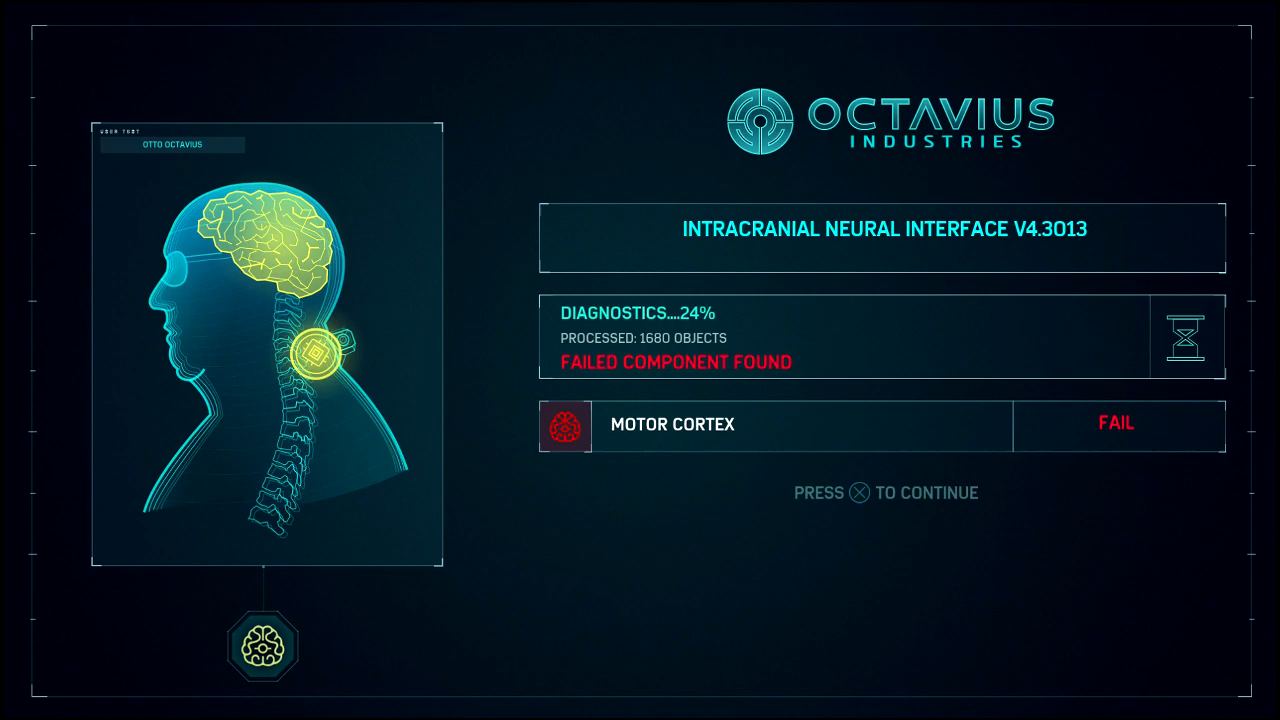 USER TEST
OTTO OCTAVIUS
OCTAVIUS
INDUSTRIES
INTRACRANIAL NEURAL INTERFACE V4.3013
DIAGNOSTICS....24%
PROCESSED: 1680 OBJECTS
FAILED COMPONENT FOUND
MOTOR CORTEX
FAIL
PRESS TO CONTINUE